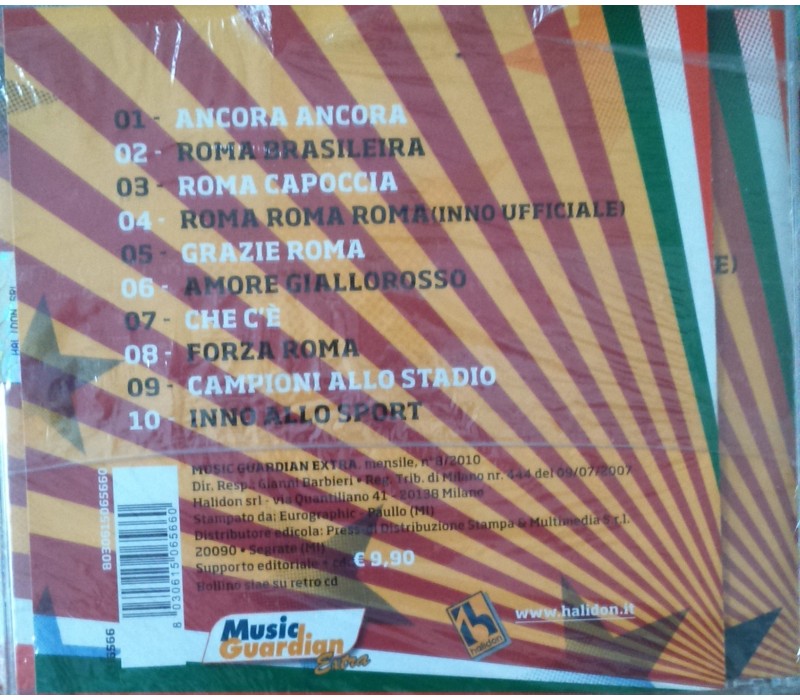 01 - ANCORA ANCORA
02 - ROMA BRASILEIRA
03 - ROMA CAPOCCIA
04 - ROMA ROMA ROMA(INNO UFFICIALE)
05 - GRAZIE ROMA
06 - AMORE GIALLOROSSO
07 - CHE C'È
08 - FORZA ROMA
09 - CAMPIONI ALLO STADIO
10 - INNO ALLO SPORT
E)
MUSIC GUARDIAN EXTRA, mensile, n° 8/2010
Dir. Resp.: Gianni Barbieri • Reg. Trib. di Milano nr. 444 del 09/07/2007
Halidon srl - via Quantiliano 41 - 20138 Milano
Stampato da: Eurographic - Paullo (MI)
Distributore edicola: Press Distribuzione Stampa & Multimedia S.r.l.
20090 • Segrate (MI)
Supporto editoriale + cd € 9,90
Bollino siae su retro cd
8030615065660
8 030615 065660
Music
Guardian
Extra
halidon
www.halidon.it